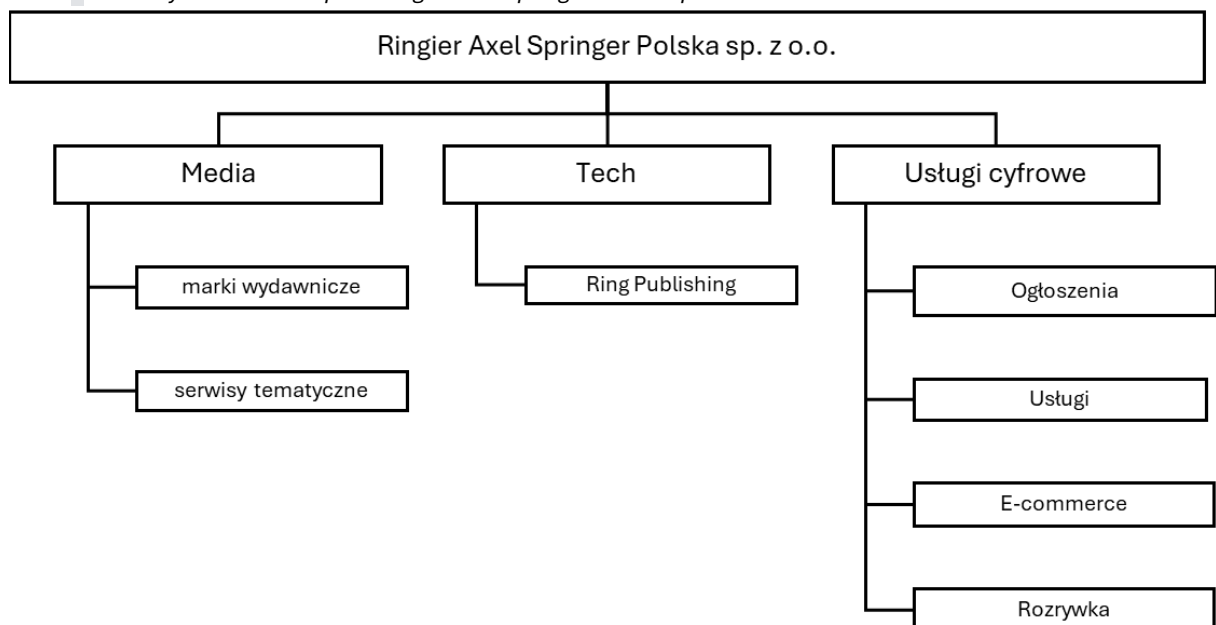 Ringier Axel Springer Polska sp. z o.o.
Media
Tech
Usługi cyfrowe
marki wydawnicze
Ring Publishing
Ogłoszenia
serwisy tematyczne
Usługi
E-commerce
Rozrywka